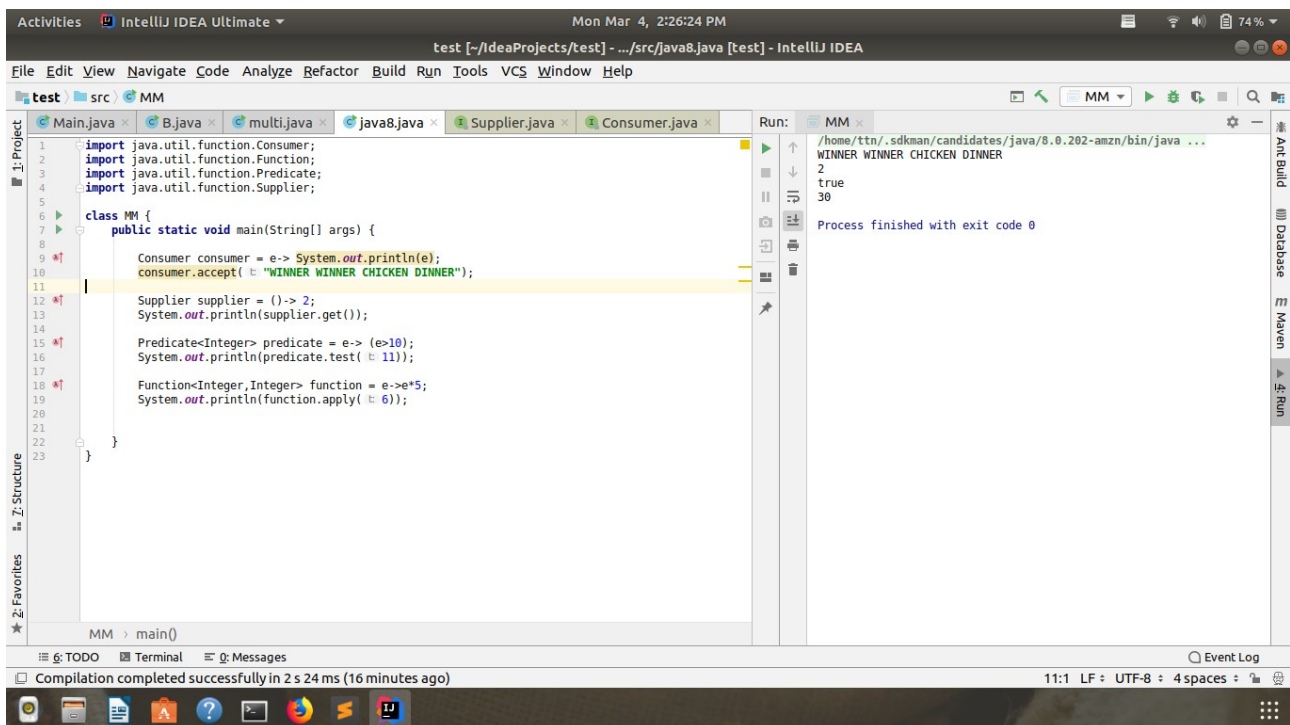 Activities IntelliJ IDEA Ultimate Mon Mar 4, 2:26:24 PM 74%
test [~/IdeaProjects/test] - .../src/java8.java [test] - IntelliJ IDEA
File Edit View Navigate Code Analyze Refactor Build Run Tools VCS Window Help
test src MM MM
Main.java B.java multi.java java8.java Supplier.java Consumer.java
1 import java.util.function.Consumer;
2 import java.util.function.Function;
3 import java.util.function.Predicate;
4 import java.util.function.Supplier;
5
6 class MM {
7 public static void main(String[] args) {
8
9 Consumer consumer = e-> System.out.println(e);
10 consumer.accept( t: "WINNER WINNER CHICKEN DINNER");
11
12 Supplier supplier = ()-> 2;
13 System.out.println(supplier.get());
14
15 Predicate<Integer> predicate = e-> (e>10);
16 System.out.println(predicate.test( t: 11));
17
18 Function<Integer,Integer> function = e->e*5;
19 System.out.println(function.apply( t: 6));
20
21
22 }
23 }
MM > main()
Run: MM
/home/ttn/.sdkman/candidates/java/8.0.202-amzn/bin/java ...
WINNER WINNER CHICKEN DINNER
2
true
30
Process finished with exit code 0
1: Project
7: Structure
2: Favorites
Ant Build
Database
m Maven
4: Run
6: TODO Terminal 0: Messages Event Log
Compilation completed successfully in 2 s 24 ms (16 minutes ago) 11:1 LF UTF-8 4 spaces